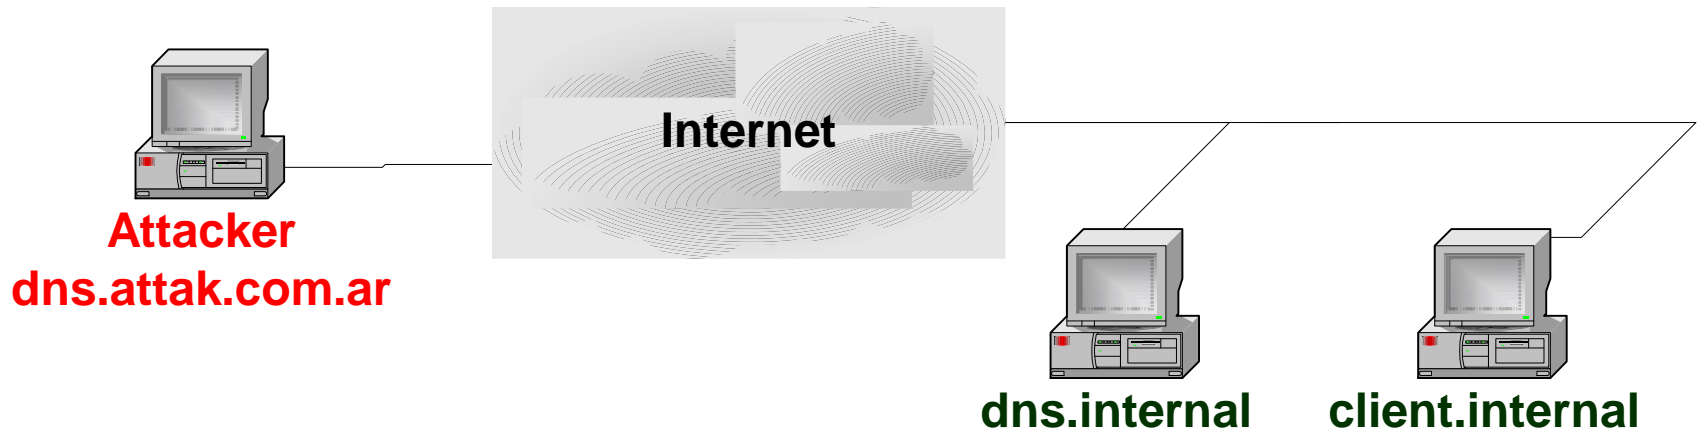 Internet
Attacker
dns.attak.com.ar
dns.internal
client.internal